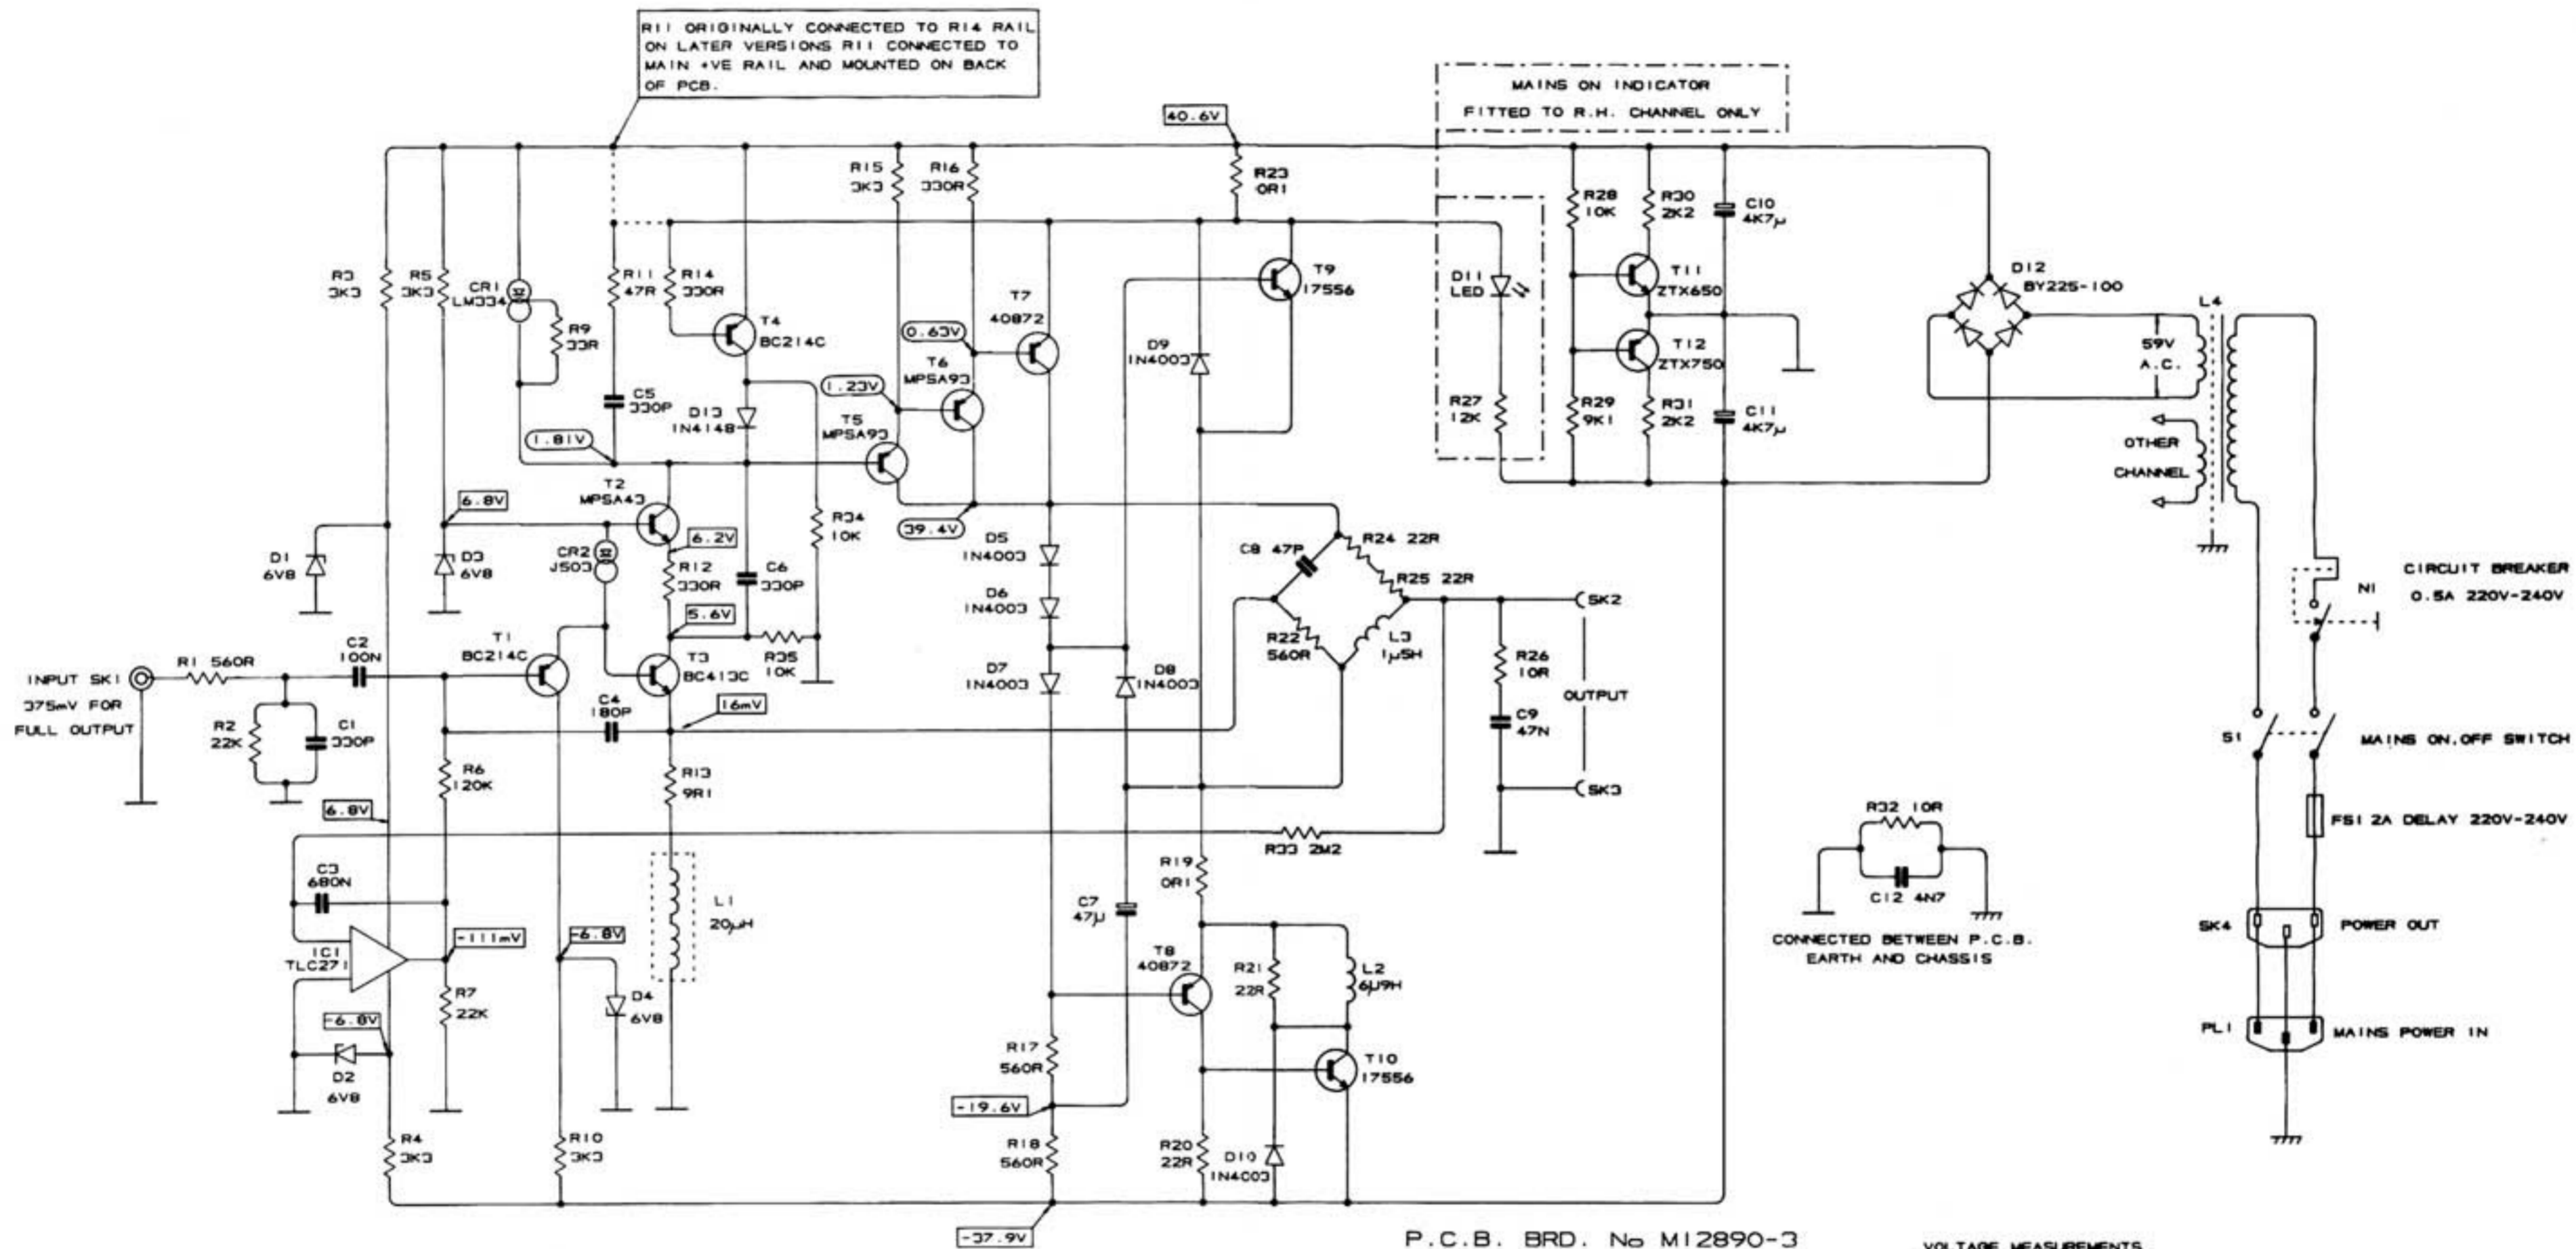 R11 ORIGINALLY CONNECTED TO R14 RAIL
ON LATER VERSIONS R11 CONNECTED TO
MAIN +VE RAIL AND MOUNTED ON BACK
OF PCB.
MAINS ON INDICATOR
FITTED TO R.H. CHANNEL ONLY
40.6V
R15
3K3
R16
330R
R23
0R1
R28
10K
R30
2K2
C10
4K7µ
R3
3K3
R5
3K3
CR1
LM334
R9
33R
R11
47R
R14
330R
T4
BC214C
T7
40872
0.63V
T6
MPSA93
1.23V
T5
MPSA93
D9
1N4003
T9
17556
D11
LED
T11
ZTX650
T12
ZTX750
D12
BY225-100
L4
59V
A.C.
OTHER
CHANNEL
C5
330P
D13
1N4148
1.81V
R27
12K
R29
9K1
R31
2K2
C11
4K7µ
T2
MPSA43
6.8V
39.4V
R34
10K
D1
6V8
D3
6V8
CR2
J503
6.2V
R12
330R
C6
330P
D5
1N4003
D6
1N4003
C8 47P
R24 22R
R25 22R
SK2
CIRCUIT BREAKER
0.5A 220V-240V
N1
5.6V
R22
560R
L3
1µ5H
R26
10R
OUTPUT
INPUT SK1
375mV FOR
FULL OUTPUT
R1 560R
C2
100N
T1
BC214C
T3
BC413C
R35
10K
D7
1N4003
D8
1N4003
R2
22K
C1
330P
C4
180P
16mV
C9
47N
SK3
S1
MAINS ON.OFF SWITCH
R6
120K
R13
9R1
6.8V
R33 2M2
R32 10R
C12 4N7
CONNECTED BETWEEN P.C.B.
EARTH AND CHASSIS
FS1 2A DELAY 220V-240V
C3
680N
L1
20µH
C7
47µ
R19
0R1
IC1
TLC271
-111mV
-6.8V
T8
40872
R21
22R
L2
6µ9H
SK4
POWER OUT
R7
22K
D4
6V8
-6.8V
D2
6V8
R17
560R
T10
17556
PL1
MAINS POWER IN
-19.6V
R4
3K3
R10
3K3
R18
560R
R20
22R
D10
1N4003
-37.9V
P.C.B. BRD. No M12890-3
VOLTAGE MEASUREMENTS